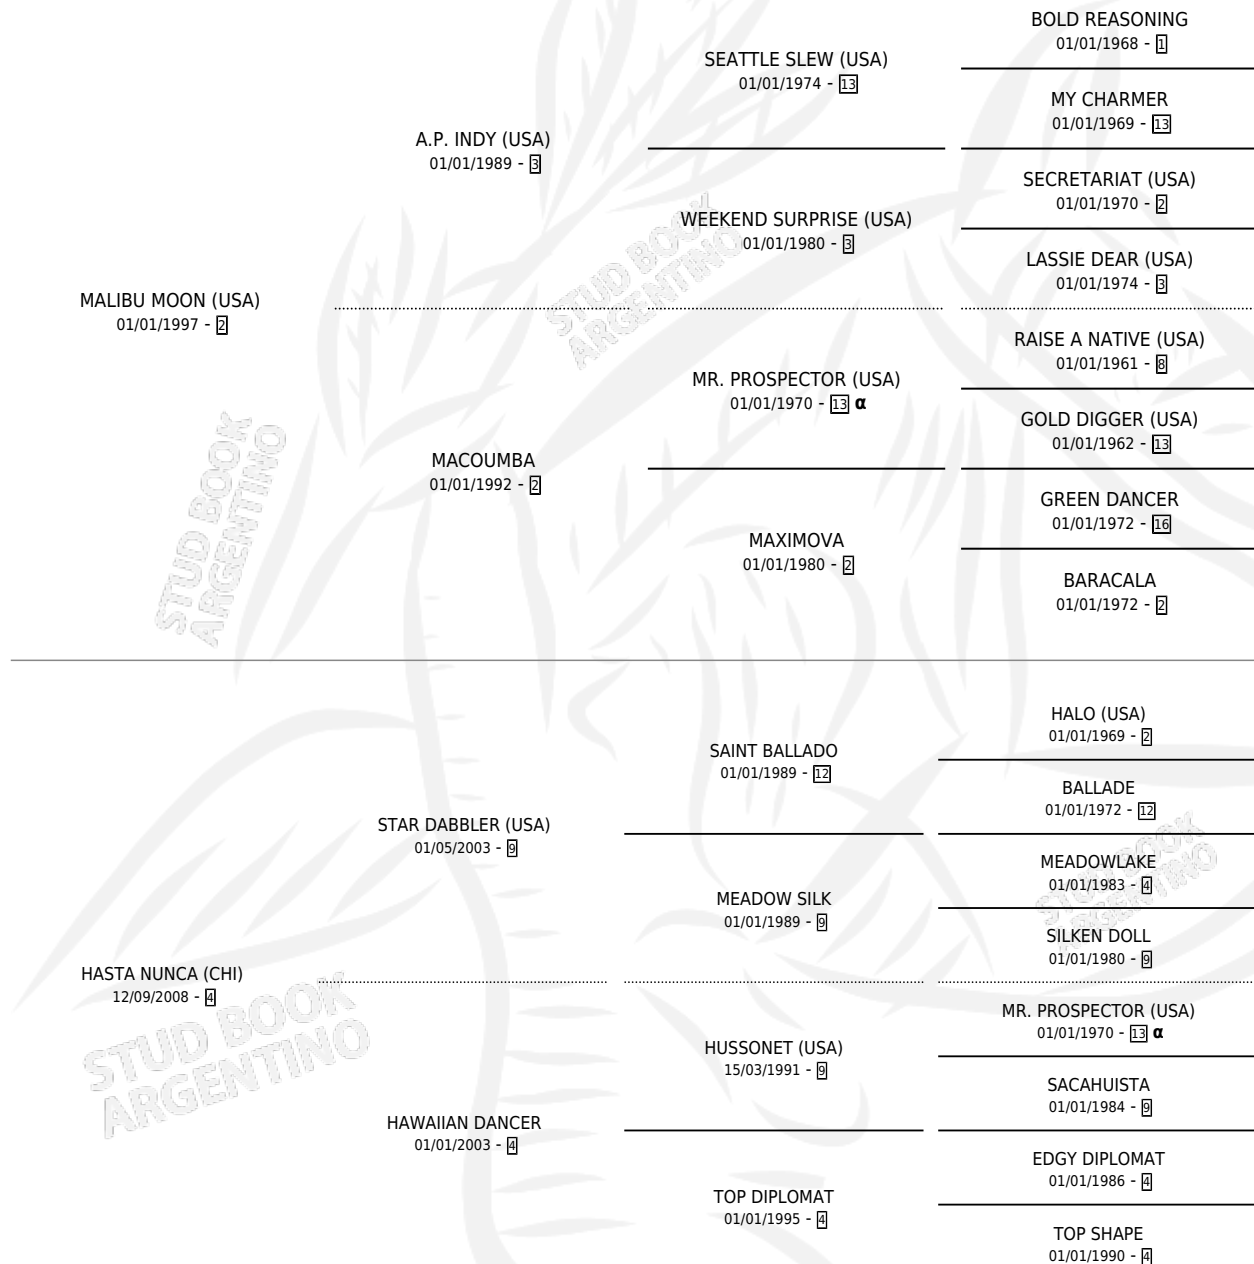 BOLD REASONING
01/01/1968 - 1
SEATTLE SLEW (USA)
01/01/1974 - 13
MY CHARMER
01/01/1969 - 13
A.P. INDY (USA)
01/01/1989 - 3
SECRETARIAT (USA)
01/01/1970 - 2
WEEKEND SURPRISE (USA)
01/01/1980 - 3
LASSIE DEAR (USA)
01/01/1974 - 3
MALIBU MOON (USA)
01/01/1997 - 2
RAISE A NATIVE (USA)
01/01/1961 - 8
MR. PROSPECTOR (USA)
01/01/1970 - 13 α
GOLD DIGGER (USA)
01/01/1962 - 13
MACOUMBA
01/01/1992 - 2
GREEN DANCER
01/01/1972 - 16
MAXIMOVA
01/01/1980 - 2
BARACALA
01/01/1972 - 2
HALO (USA)
01/01/1969 - 2
SAINT BALLADO
01/01/1989 - 12
BALLADE
01/01/1972 - 12
STAR DABBLER (USA)
01/05/2003 - 9
MEADOWLAKE
01/01/1983 - 4
MEADOW SILK
01/01/1989 - 9
SILKEN DOLL
01/01/1980 - 9
HASTA NUNCA (CHI)
12/09/2008 - 4
MR. PROSPECTOR (USA)
01/01/1970 - 13 α
HUSSONET (USA)
15/03/1991 - 9
SACAHUISTA
01/01/1984 - 9
HAWAIIAN DANCER
01/01/2003 - 4
EDGY DIPLOMAT
01/01/1986 - 4
TOP DIPLOMAT
01/01/1995 - 4
TOP SHAPE
01/01/1990 - 4
STUD BOOK
ARGENTINO
STUD BOOK
ARGENTINO
STUD BOOK
ARGENTINO
STUD BOOK
ARGENTINO